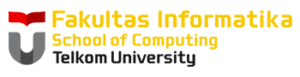 Fakultas Informatika
School of Computing
Telkom University